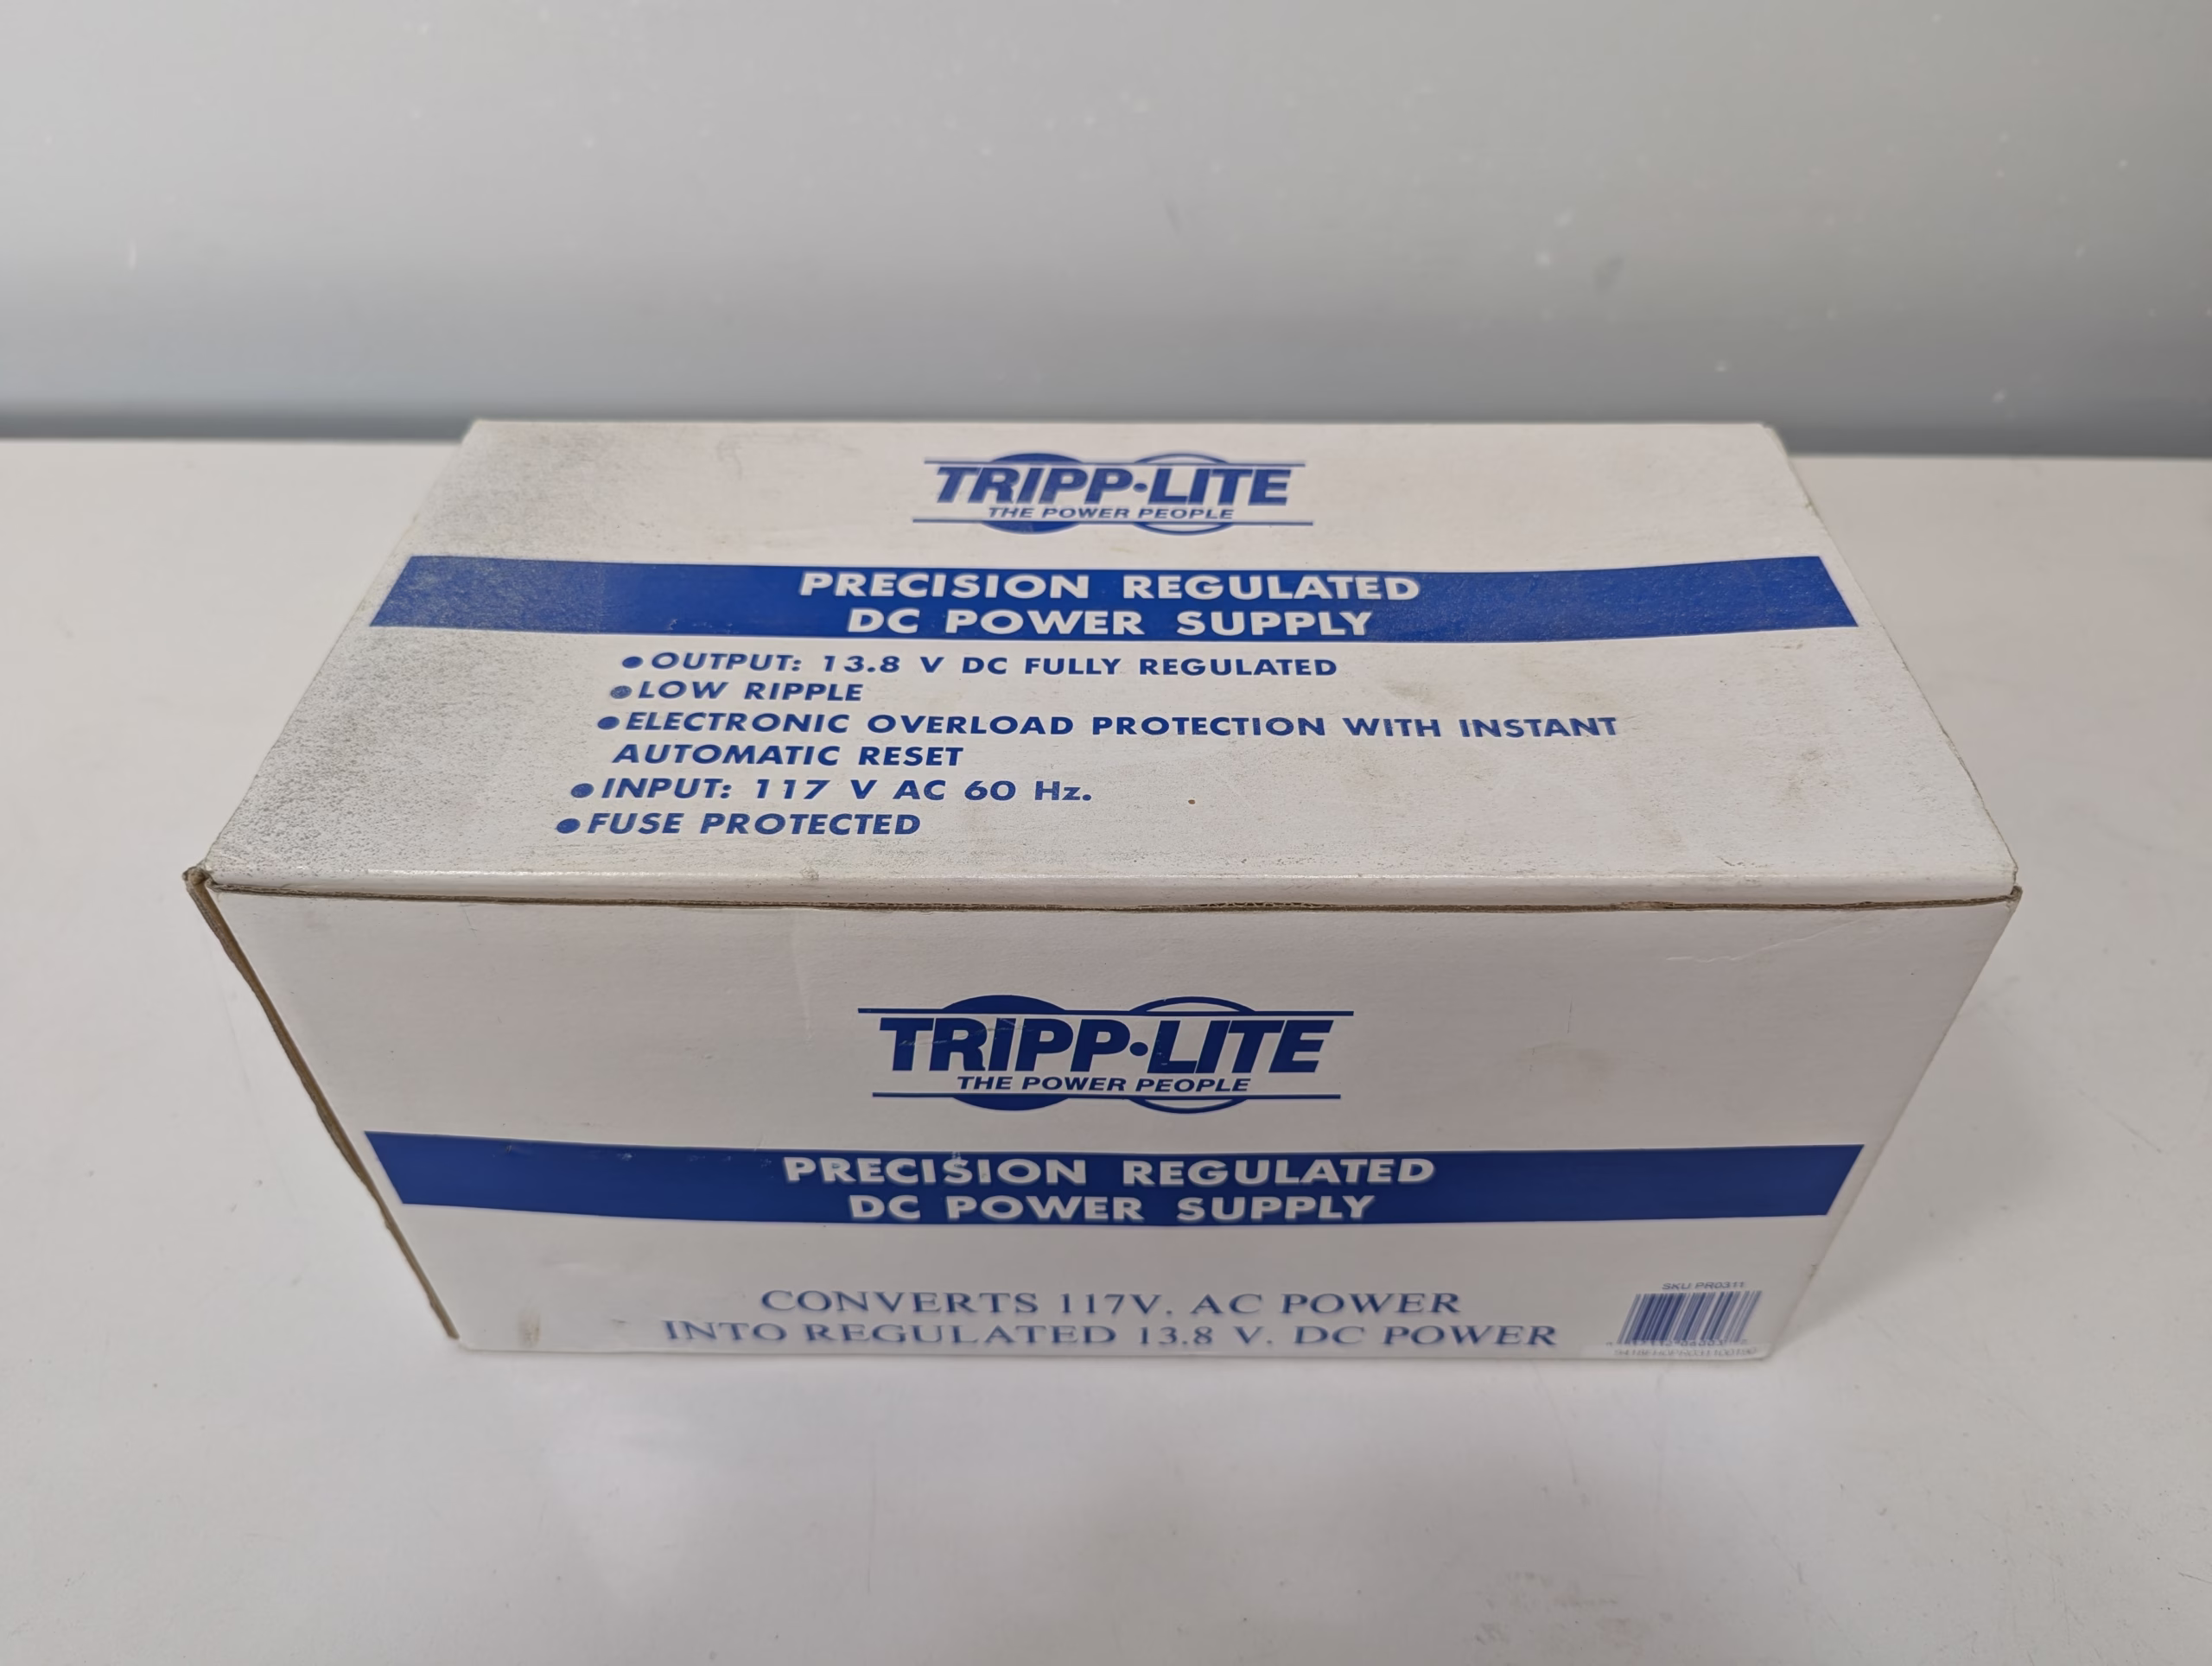 TRIPP•LITE
THE POWER PEOPLE
PRECISION REGULATED
DC POWER SUPPLY
●OUTPUT: 13.8 V DC FULLY REGULATED
●LOW RIPPLE
●ELECTRONIC OVERLOAD PROTECTION WITH INSTANT
AUTOMATIC RESET
●INPUT: 117 V AC 60 Hz.
●FUSE PROTECTED
TRIPP•LITE
THE POWER PEOPLE
PRECISION REGULATED
DC POWER SUPPLY
CONVERTS 117V. AC POWER
INTO REGULATED 13.8 V. DC POWER
SKU PR0311